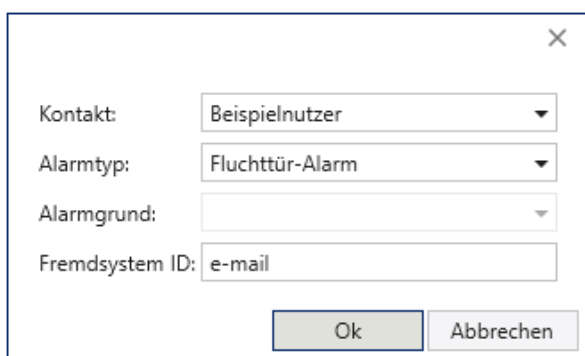 Kontakt: Beispielnutzer
Alarmtyp: Fluchttür-Alarm
Alarmgrund:
Fremdsystem ID: e-mail
Ok Abbrechen